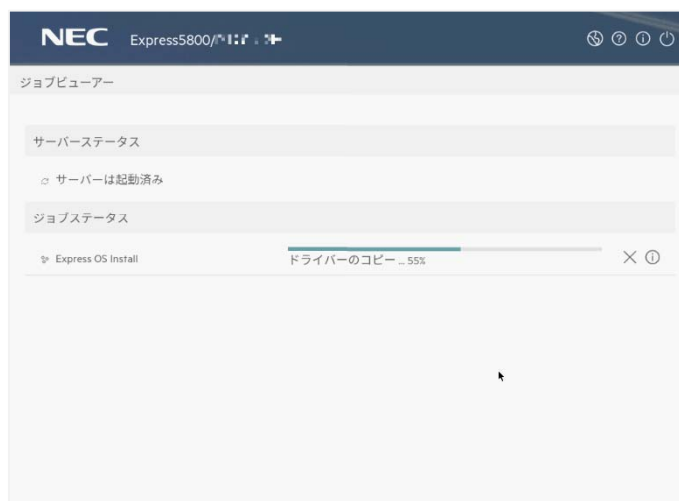 NEC Express5800/
ジョブビューアー
サーバーステータス
サーバーは起動済み
ジョブステータス
Express OS Install
ドライバーのコピー ... 55%